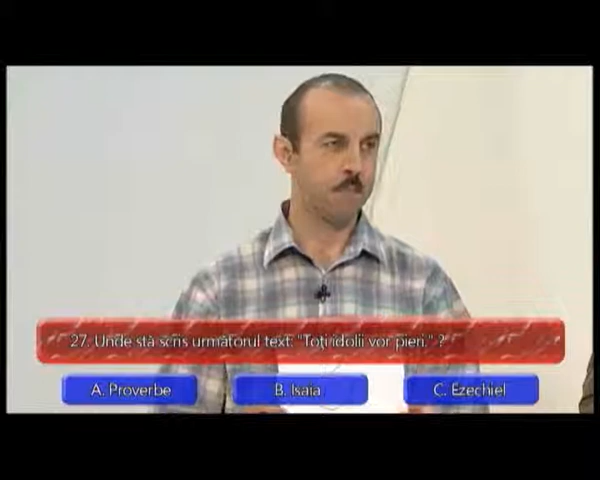 27. Unde stă scris următorul text: "Toţi idolii vor pieri." ?
A. Proverbe
B. Isaia
C. Ezechiel